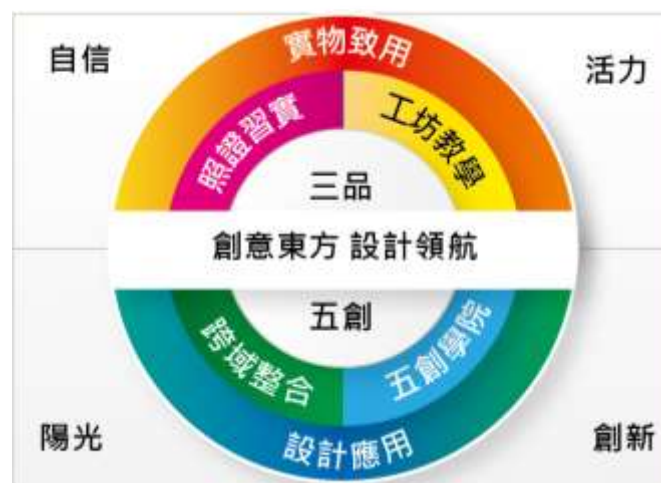 自信
實物致用
活力
照證習實
工坊教學
三品
創意東方 設計領航
五創
跨域整合
五創學院
陽光
設計應用
創新